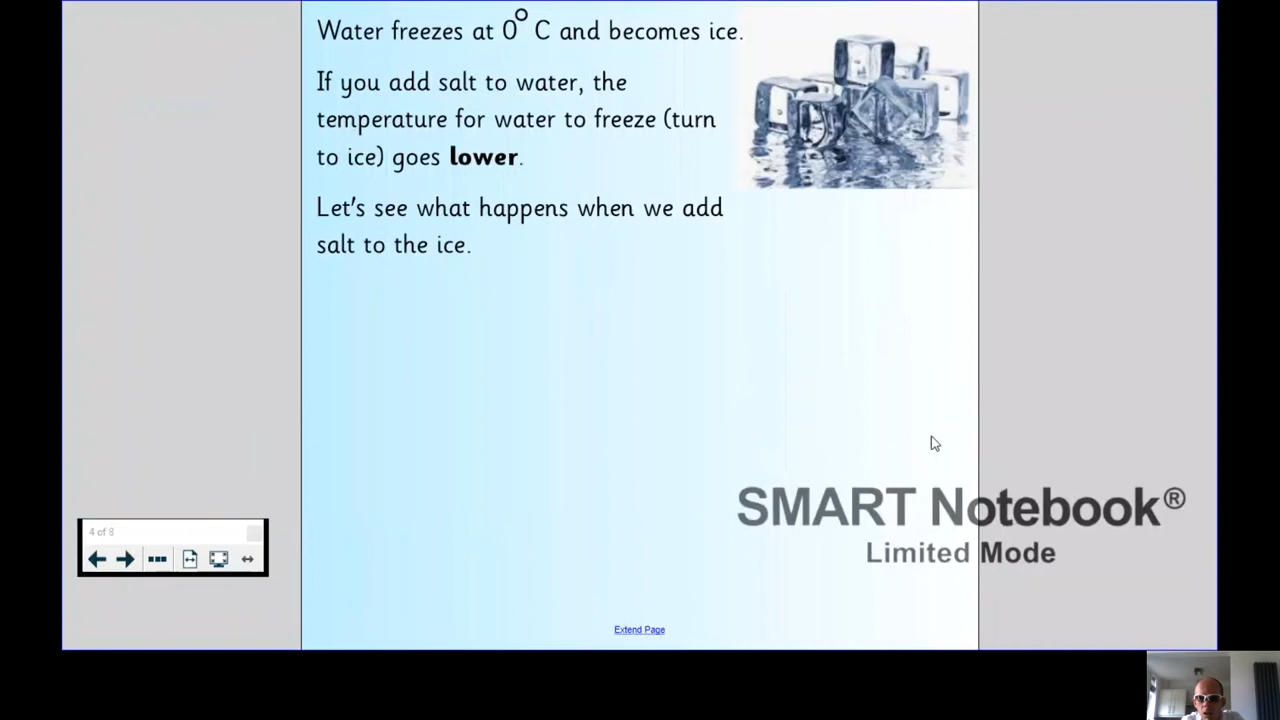 Water freezes at 0° C and becomes ice.
If you add salt to water, the
temperature for water to freeze (turn
to ice) goes lower.
Let's see what happens when we add
salt to the ice.
SMART Notebook®
Limited Mode
4 of 8
Extend Page